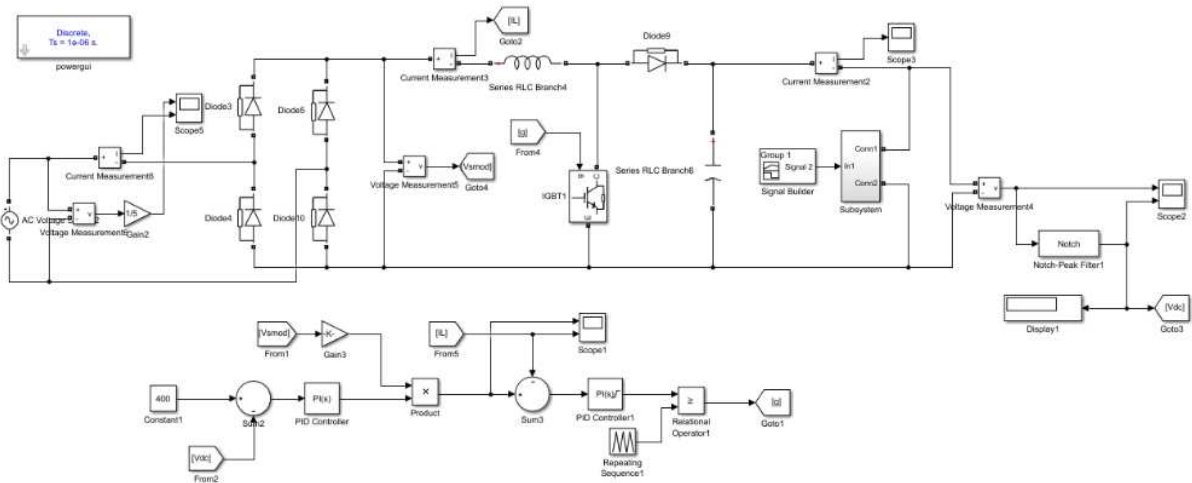 Discrete,
Ts = 1e-06 s.
powergui
[IL]
Goto2
Current Measurement3
Series RLC Branch4
Diode9
Scope3
Current Measurement2
Diode3
Diode5
Scope5
[g]
From4
Voltage Measurement5
[Vsmod]
Goto4
Series RLC Branch6
Group 1
Signal 2
Signal Builder
In1
Conn1
Conn2
Subsystem
Current Measurement6
IGBT1
g
C
E
AC Voltage
1/5
Gain2
Diode4
Diode10
Voltage Measurement4
Scope2
Notch
Notch-Peak Filter1
Display1
[Vdc]
Goto3
[Vsmod]
From1
-K-
Gain3
[IL]
From5
Scope1
400
Constant1
Sum2
PI(s)
PID Controller
×
Product
Sum3
PI(s)
PID Controller1
≥
Relational
Operator1
[g]
Goto1
[Vdc]
From2
Repeating
Sequence1